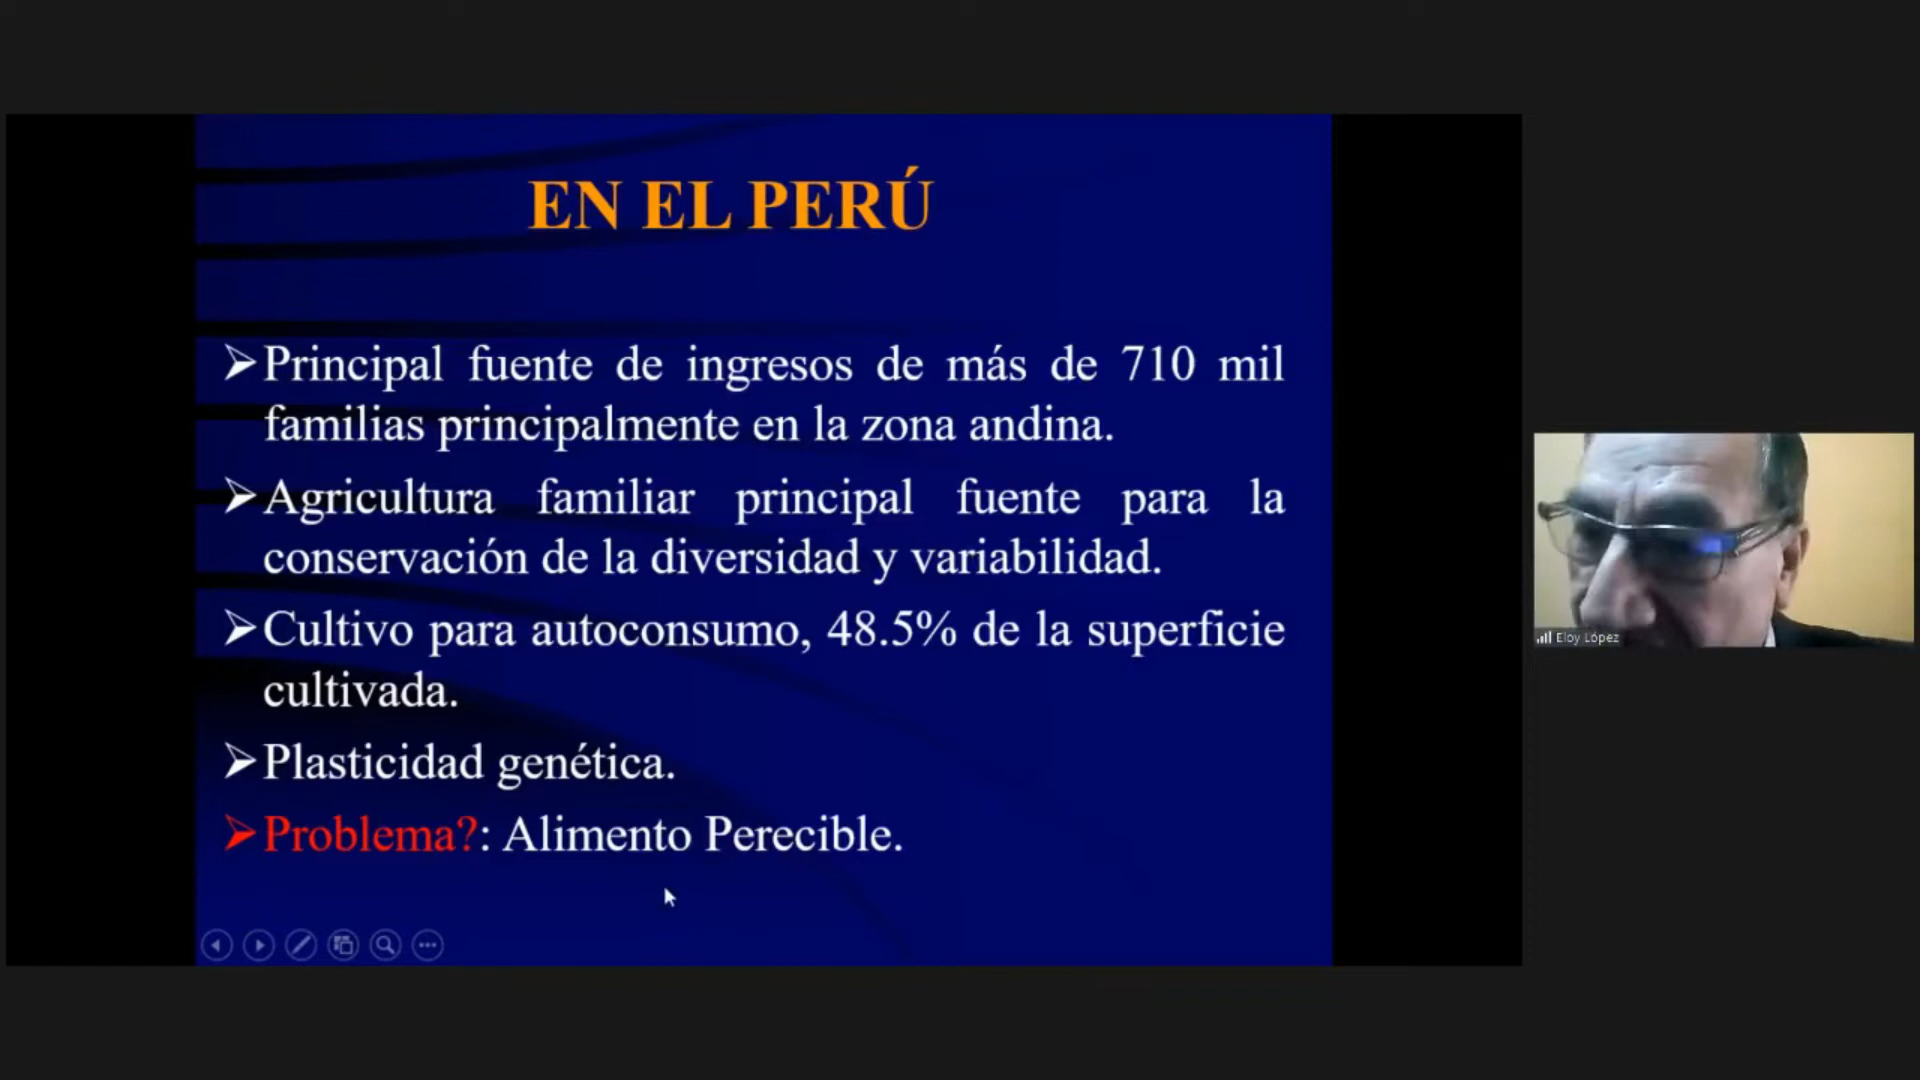 EN EL PERÚ
➢Principal fuente de ingresos de más de 710 mil
familias principalmente en la zona andina.
➢Agricultura familiar principal fuente para la
conservación de la diversidad y variabilidad.
➢Cultivo para autoconsumo, 48.5% de la superficie
cultivada.
➢Plasticidad genética.
➢Problema?: Alimento Perecible.
Eloy López